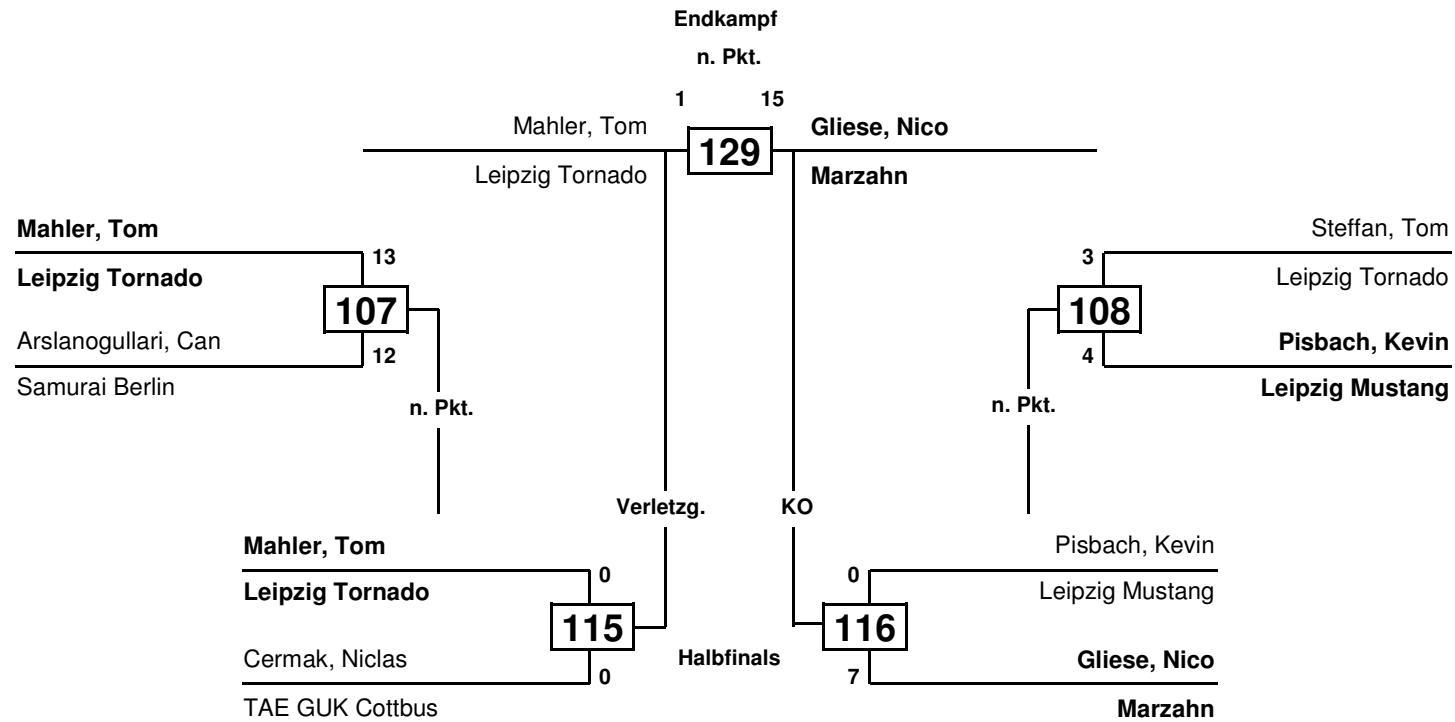 Endkampf
n. Pkt.
1 15
Mahler, Tom 129 Gliese, Nico
Leipzig Tornado Marzahn
Mahler, Tom
13
Leipzig Tornado
107
Arslanogullari, Can
12
Samurai Berlin
n. Pkt.
Steffan, Tom
3
Leipzig Tornado
108
Pisbach, Kevin
4
Leipzig Mustang
n. Pkt.
Verletzg. KO
Mahler, Tom
0
Leipzig Tornado
115
Cermak, Niclas
0
TAE GUK Cottbus
Halbfinals
Pisbach, Kevin
0
Leipzig Mustang
116
Gliese, Nico
7
Marzahn